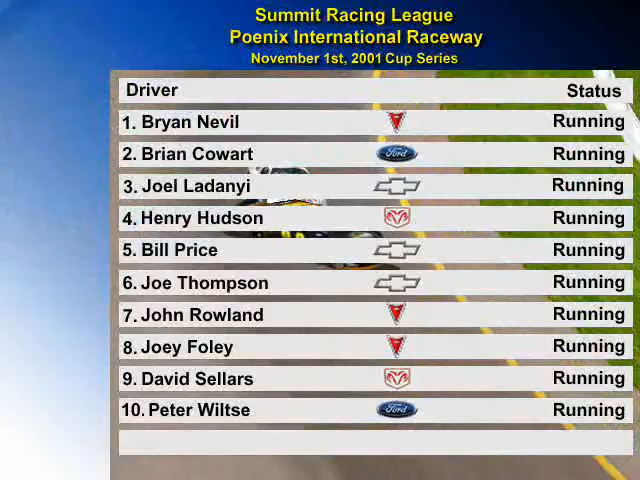 Summit Racing League
Poenix International Raceway
November 1st, 2001 Cup Series
Driver Status
1. Bryan Nevil Running
2. Brian Cowart Ford Running
3. Joel Ladanyi Running
4. Henry Hudson Running
5. Bill Price Running
6. Joe Thompson Running
7. John Rowland Running
8. Joey Foley Running
9. David Sellars Running
10. Peter Wiltse Ford Running